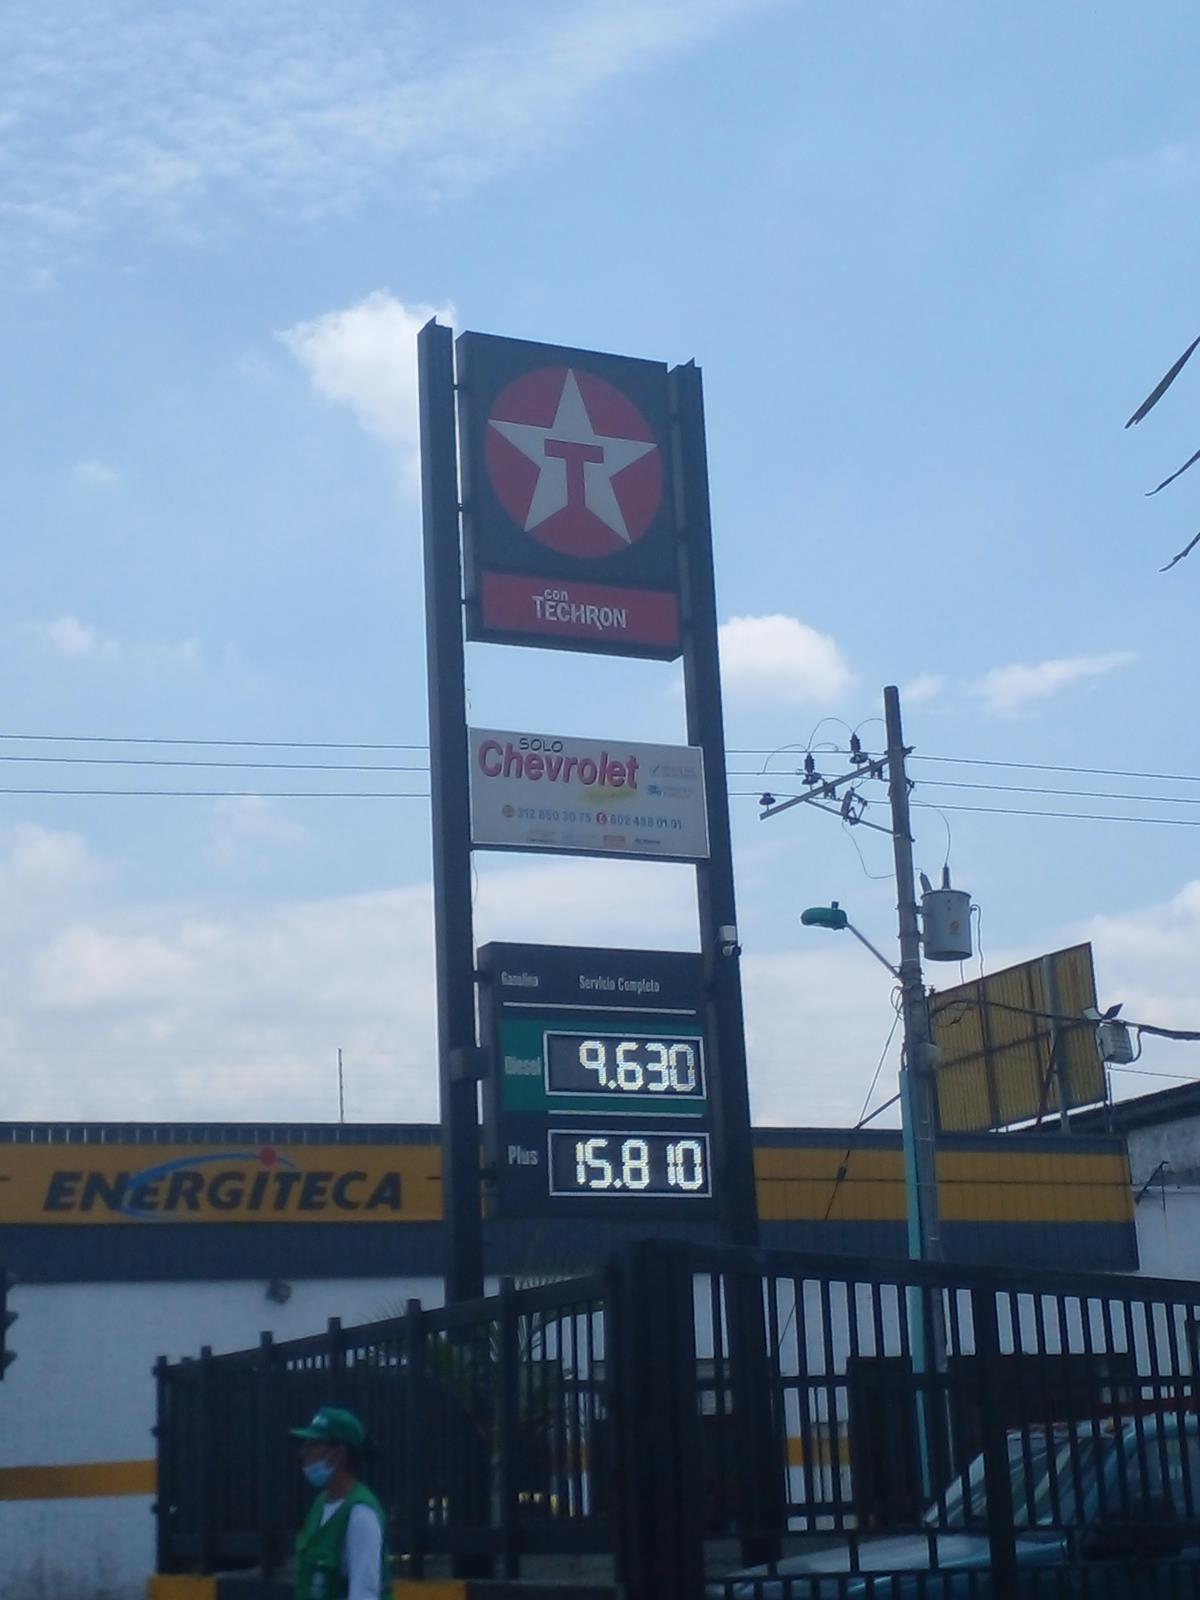 T
con
TECHRON
SOLO
Chevrolet
312 850 30 75 602 488 01 01
Gasolina Servicio Completo
Diesel 9.630
Plus 15.810
ENERGITECA